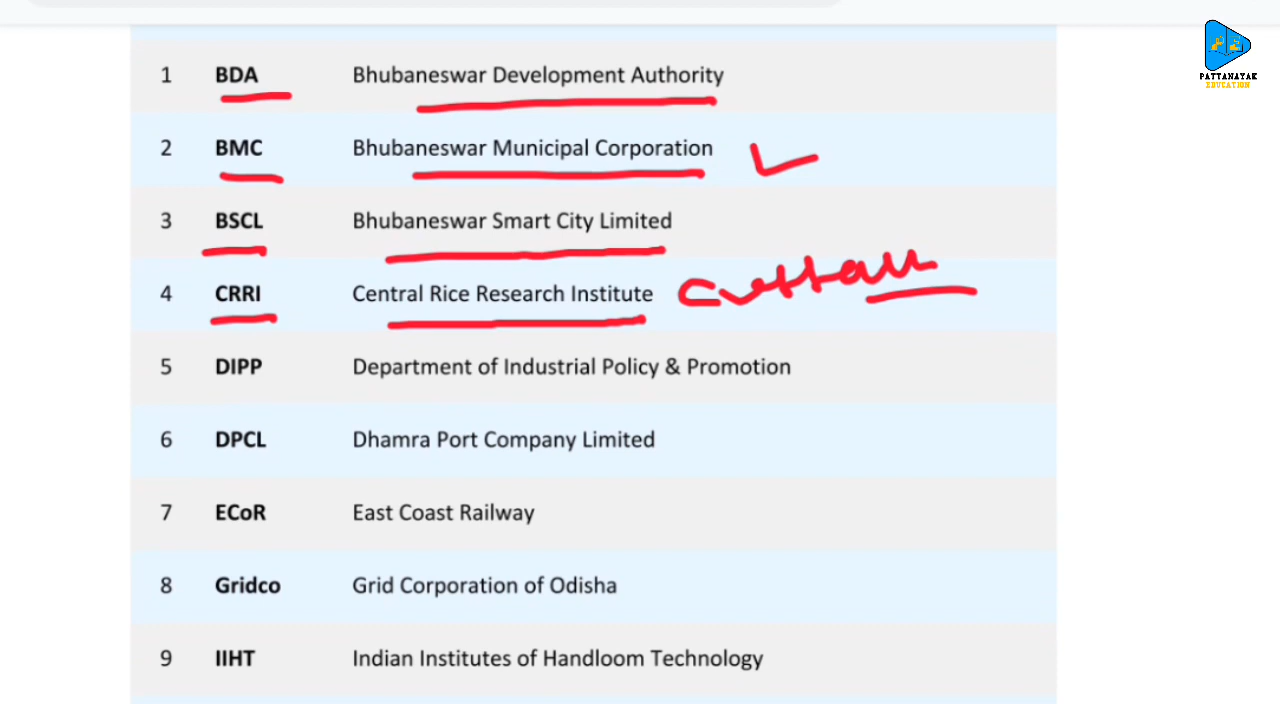 PATTANAYAK
EDUCATION
1 BDA Bhubaneswar Development Authority
2 BMC Bhubaneswar Municipal Corporation
3 BSCL Bhubaneswar Smart City Limited
4 CRRI Central Rice Research Institute
5 DIPP Department of Industrial Policy & Promotion
6 DPCL Dhamra Port Company Limited
7 ECoR East Coast Railway
8 Gridco Grid Corporation of Odisha
9 IIHT Indian Institutes of Handloom Technology